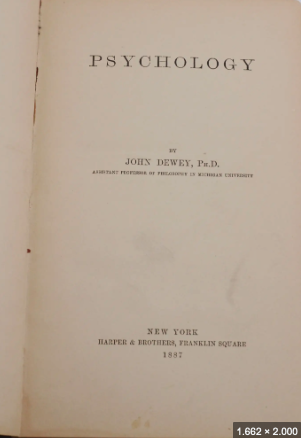 PSYCHOLOGY
BY
JOHN DEWEY, Ph.D.
ASSISTANT PROFESSOR OF PHILOSOPHY IN MICHIGAN UNIVERSITY
NEW YORK
HARPER & BROTHERS, FRANKLIN SQUARE
1887
1.662 × 2.000